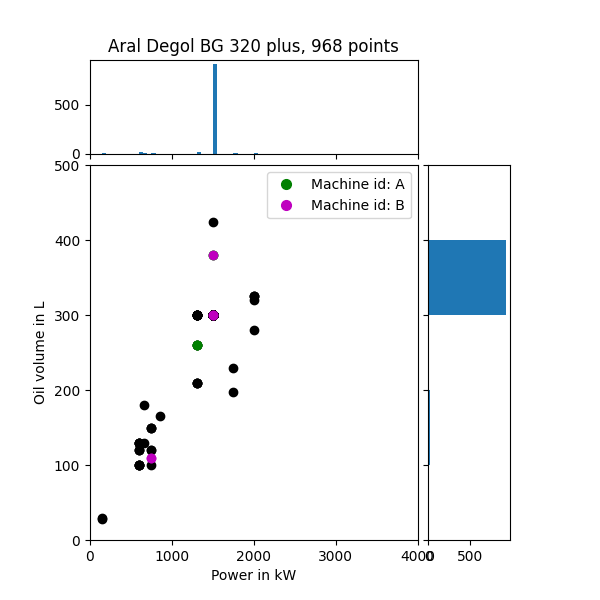 Aral Degol BG 320 plus, 968 points
500
0
500
400
300
200
100
0
Oil volume in L
Machine id: A
Machine id: B
0 1000 2000 3000 4000
Power in kW
0 500